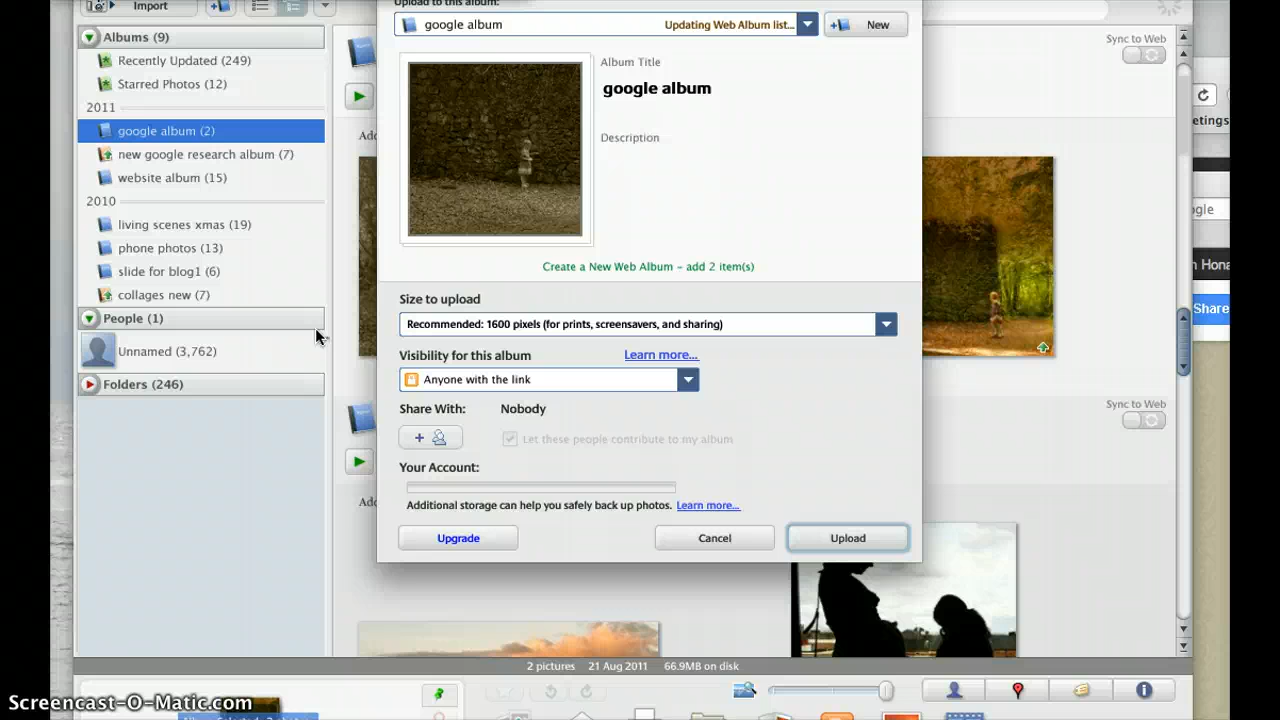 Import
Albums (9)
Recently Updated (249)
Starred Photos (12)
2011
google album (2)
new google research album (7)
website album (15)
2010
living scenes xmas (19)
phone photos (13)
slide for blog1 (6)
collages new (7)
People (1)
Unnamed (3,762)
Folders (246)
Upload to this album:
google album
Updating Web Album list...
New
Album Title
google album
Description
Create a New Web Album – add 2 item(s)
Size to upload
Recommended: 1600 pixels (for prints, screensavers, and sharing)
Visibility for this album
Learn more...
Anyone with the link
Share With:
Nobody
Let these people contribute to my album
Your Account:
Additional storage can help you safely back up photos. Learn more...
Upgrade
Cancel
Upload
Sync to Web
Sync to Web
Share
2 pictures 21 Aug 2011 66.9MB on disk
Screencast-O-Matic.com